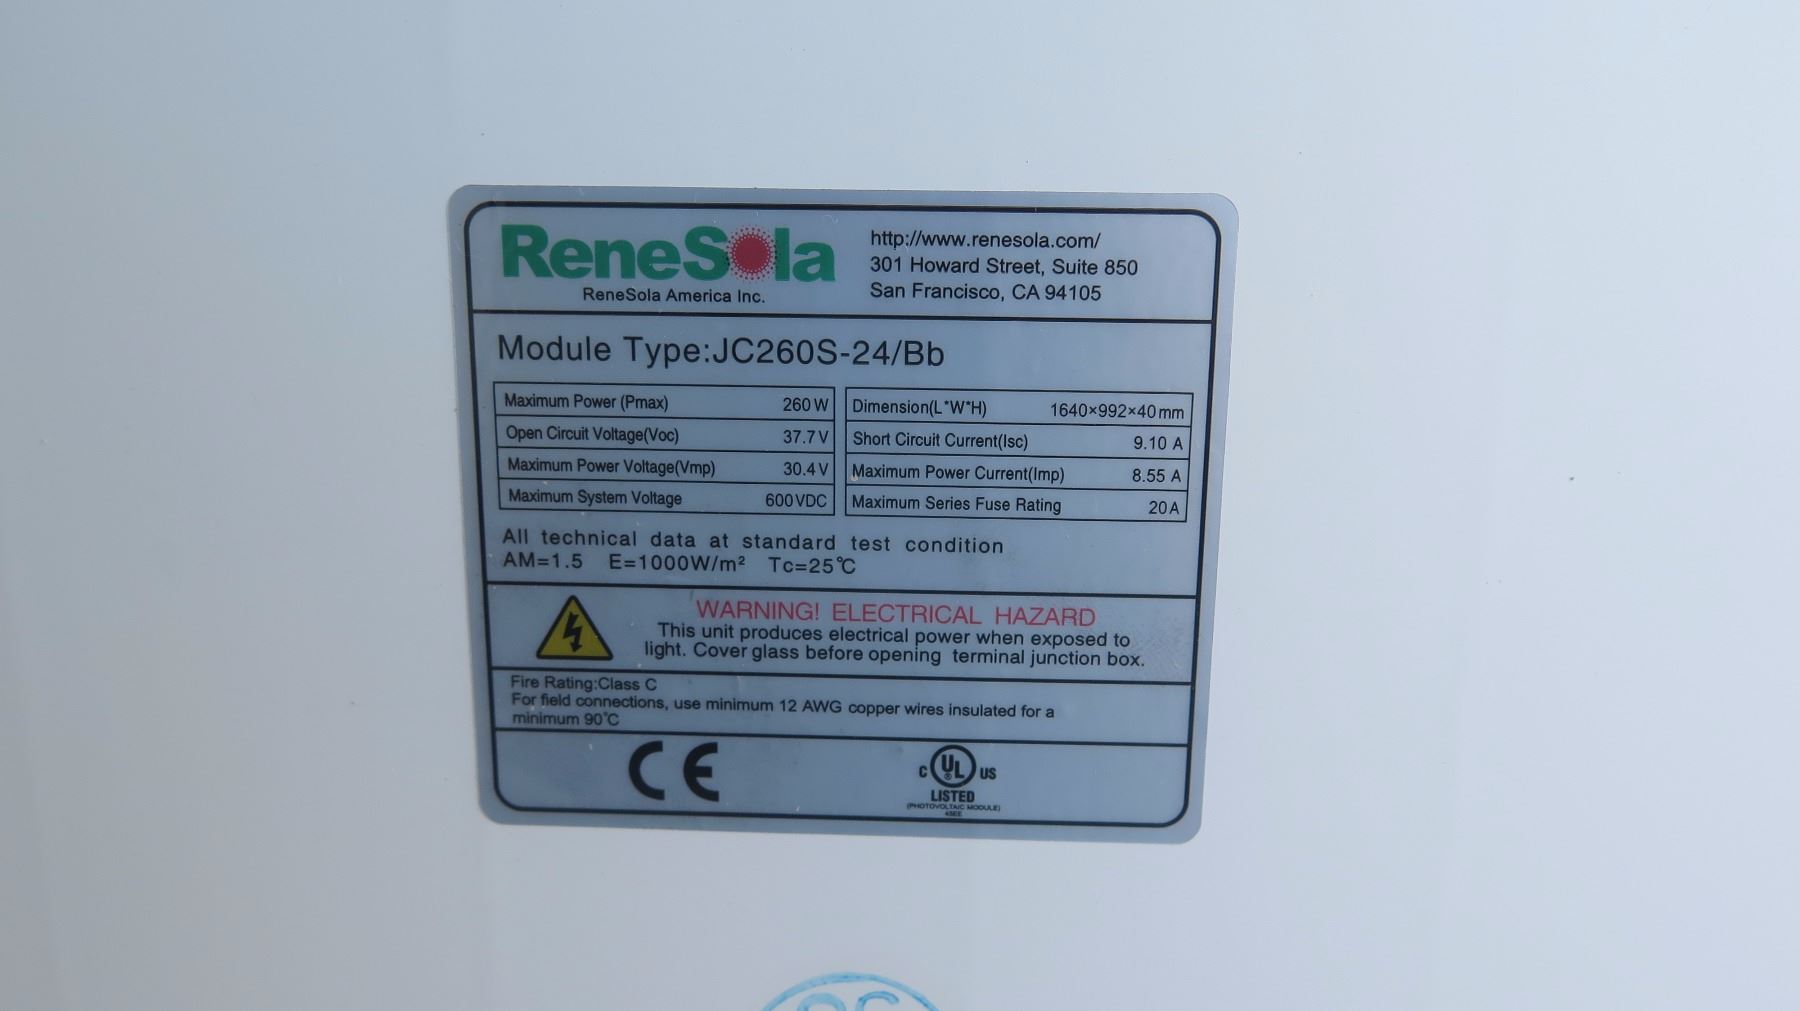 ReneSola
ReneSola America Inc.
http://www.renesola.com/
301 Howard Street, Suite 850
San Francisco, CA 94105
Module Type:JC260S-24/Bb
Maximum Power (Pmax) 260 W
Open Circuit Voltage(Voc) 37.7 V
Maximum Power Voltage(Vmp) 30.4 V
Maximum System Voltage 600VDC
Dimension(L*W*H) 1640×992×40mm
Short Circuit Current(Isc) 9.10 A
Maximum Power Current(Imp) 8.55 A
Maximum Series Fuse Rating 20A
All technical data at standard test condition
AM=1.5 E=1000W/m² Tc=25℃
WARNING! ELECTRICAL HAZARD
This unit produces electrical power when exposed to
light. Cover glass before opening terminal junction box.
Fire Rating:Class C
For field connections, use minimum 12 AWG copper wires insulated for a
minimum 90℃
CE
C UL ® US
LISTED
(PHOTOVOLTAIC MODULE)